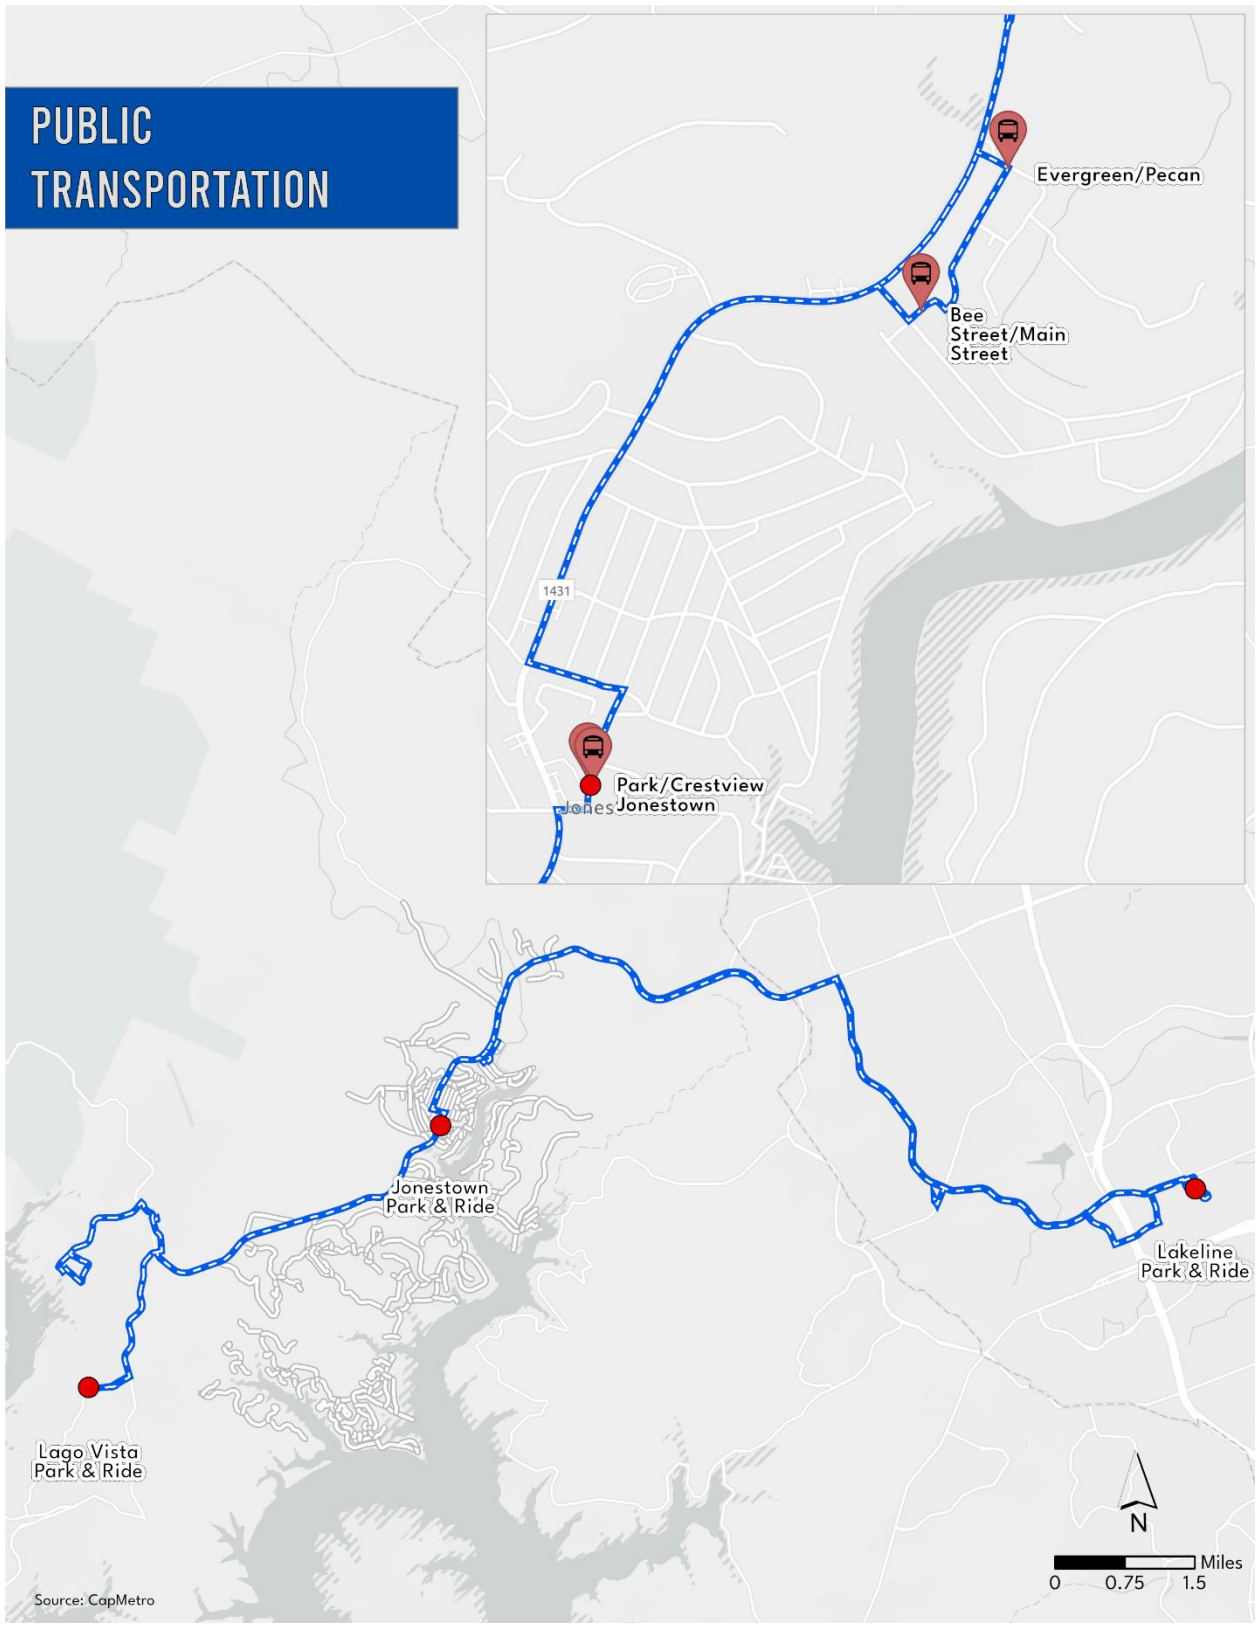 PUBLIC
TRANSPORTATION
Evergreen/Pecan
Bee
Street/Main
Street
1431
Park/Crestview
Jones
Jonestown
Jonestown
Park & Ride
Lakeline
Park & Ride
Lago Vista
Park & Ride
N
Miles
0 0.75 1.5
Source: CapMetro